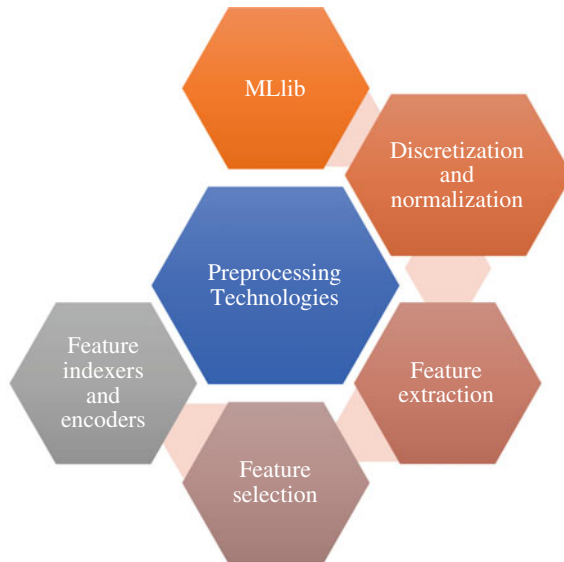 MLlib
Discretization
and
normalization
Preprocessing
Technologies
Feature
extraction
Feature
selection
Feature
indexers
and
encoders